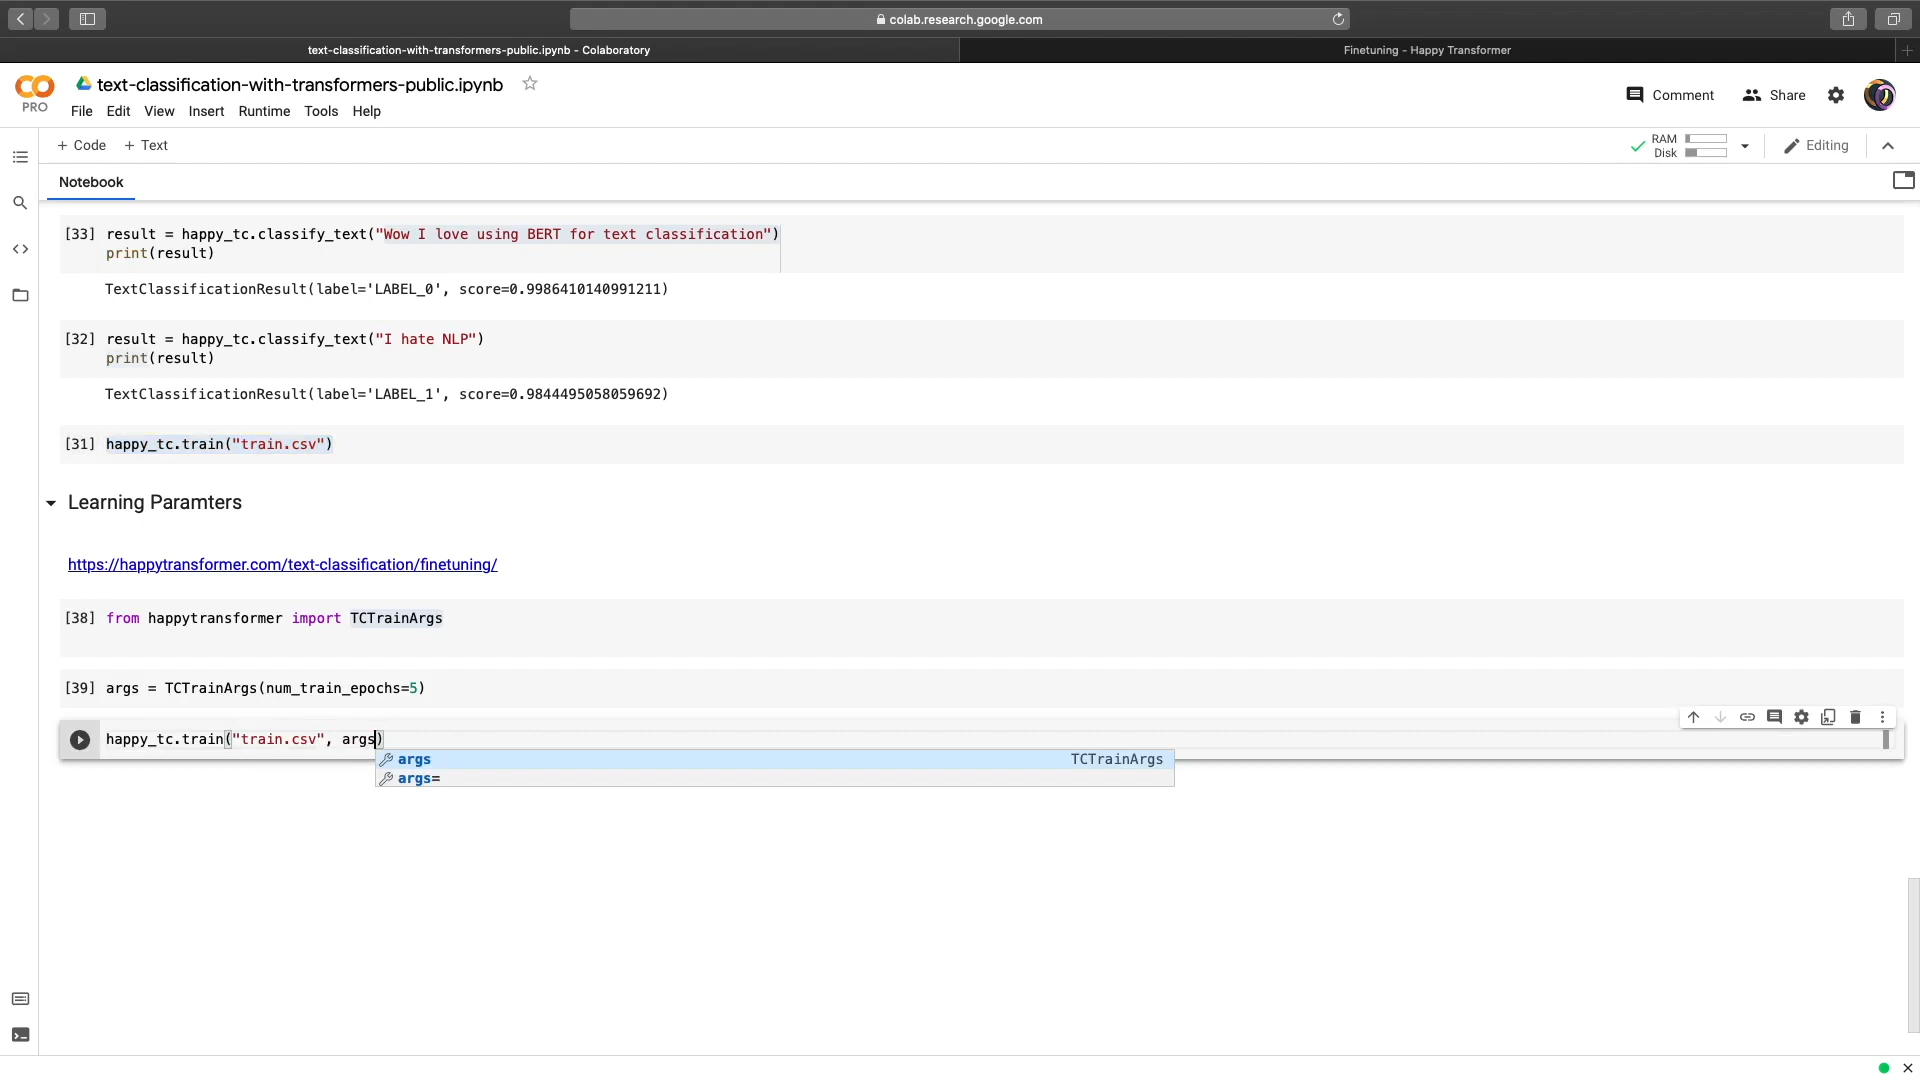 colab.research.google.com
text-classification-with-transformers-public.ipynb - Colaboratory
Finetuning - Happy Transformer
CO
PRO
text-classification-with-transformers-public.ipynb
File Edit View Insert Runtime Tools Help
Comment
Share
+ Code + Text
RAM
Disk
Editing
Notebook
[33] result = happy_tc.classify_text("Wow I love using BERT for text classification")
print(result)
TextClassificationResult(label='LABEL_0', score=0.9986410140991211)
[32] result = happy_tc.classify_text("I hate NLP")
print(result)
TextClassificationResult(label='LABEL_1', score=0.9844495058059692)
[31] happy_tc.train("train.csv")
Learning Paramters
https://happytransformer.com/text-classification/finetuning/
[38] from happytransformer import TCTrainArgs
[39] args = TCTrainArgs(num_train_epochs=5)
happy_tc.train("train.csv", args)
args TCTrainArgs
args=